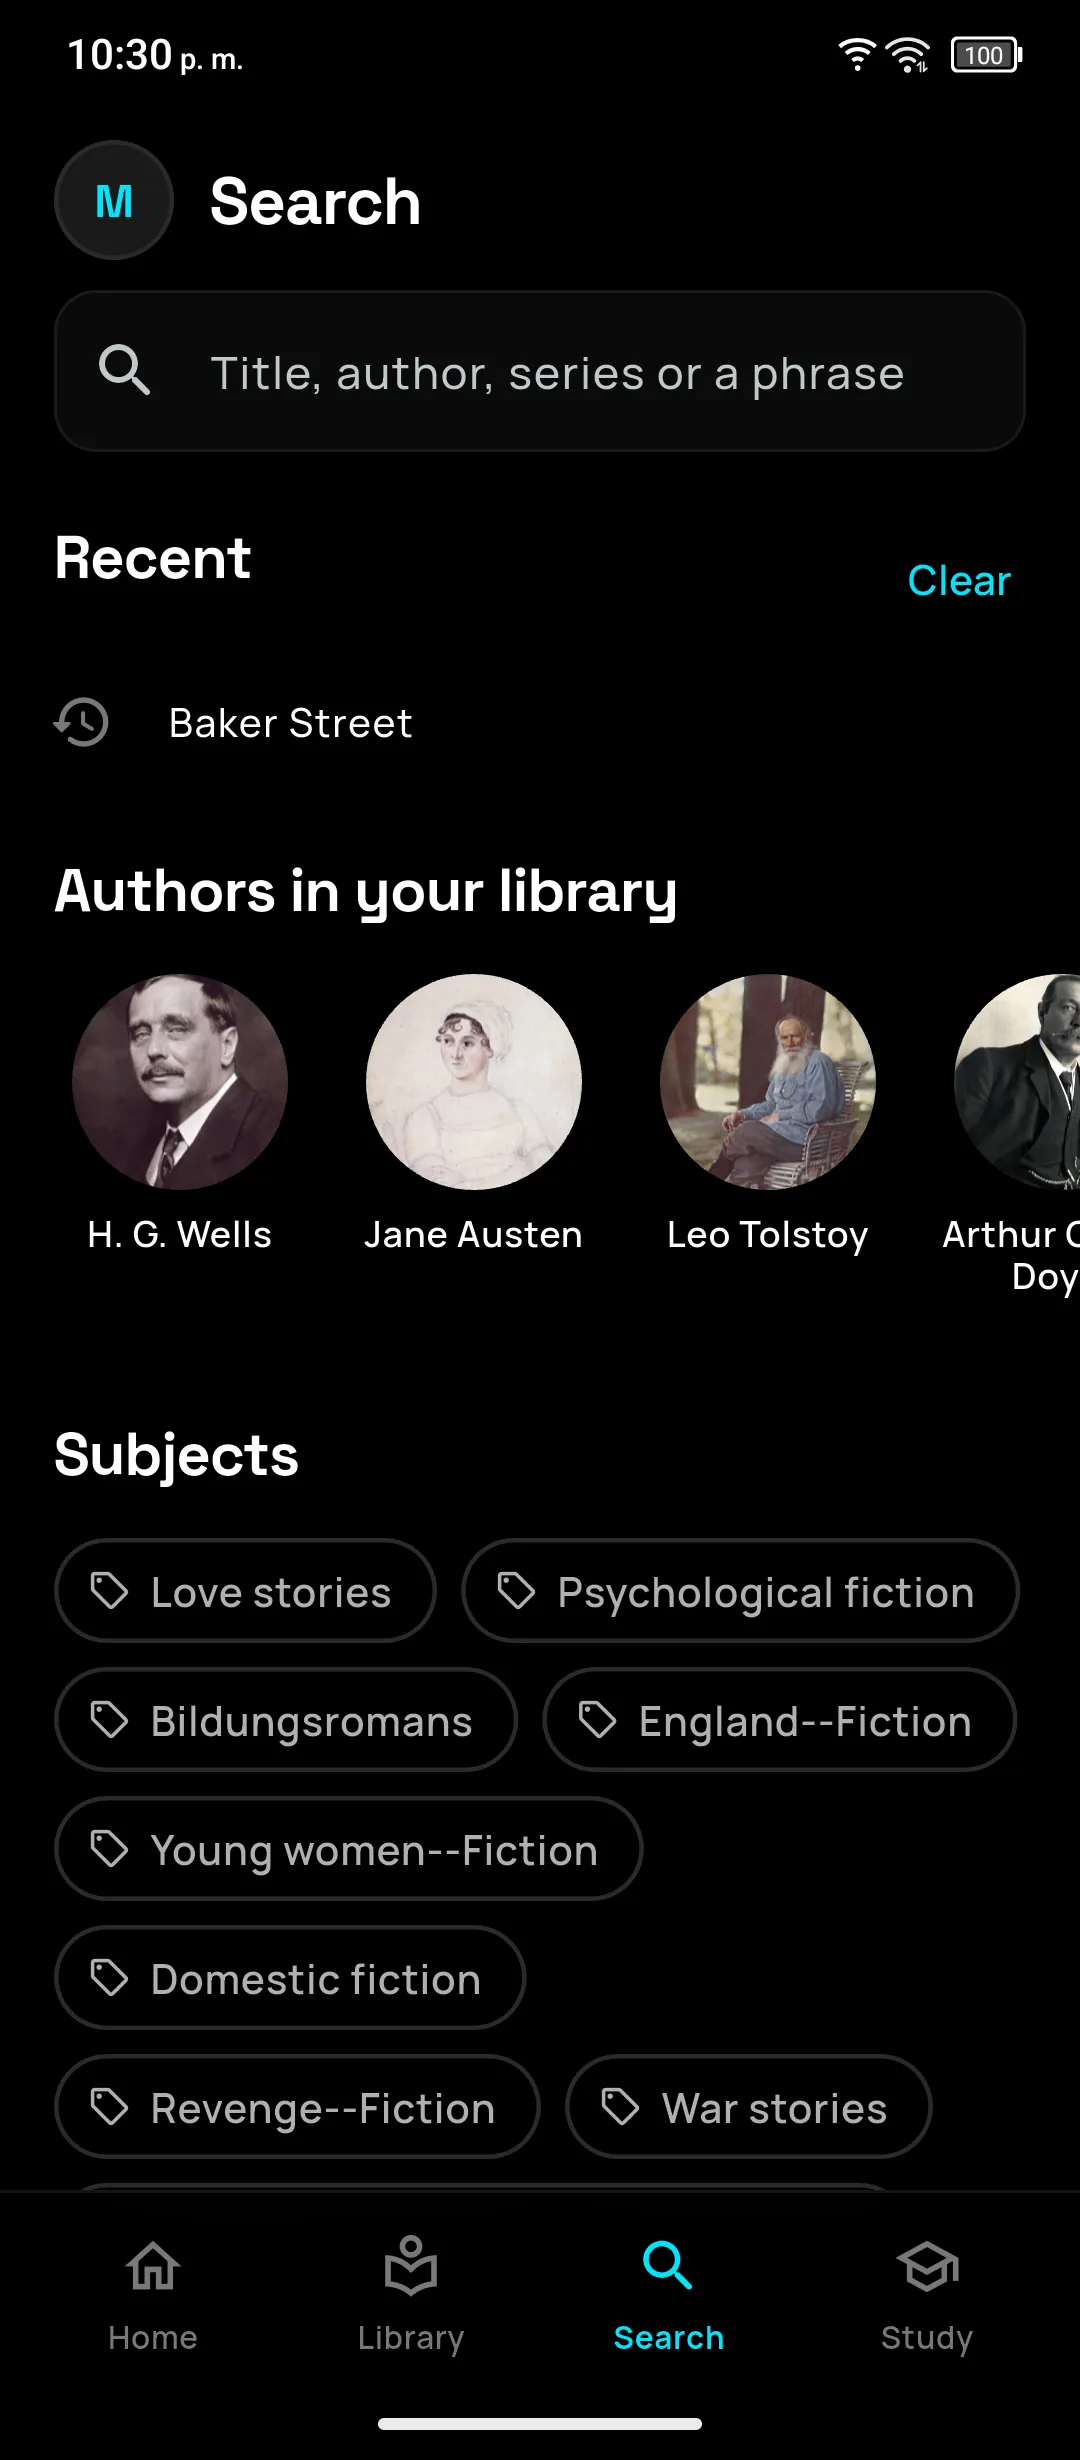 10:30 p. m.
100
M
Search
Title, author, series or a phrase
Recent
Clear
Baker Street
Authors in your library
H. G. Wells
Jane Austen
Leo Tolstoy
Arthur
Subjects
Love stories
Psychological fiction
Bildungsromans
England--Fiction
Young women--Fiction
Domestic fiction
Revenge--Fiction
War stories
Home
Library
Search
Study